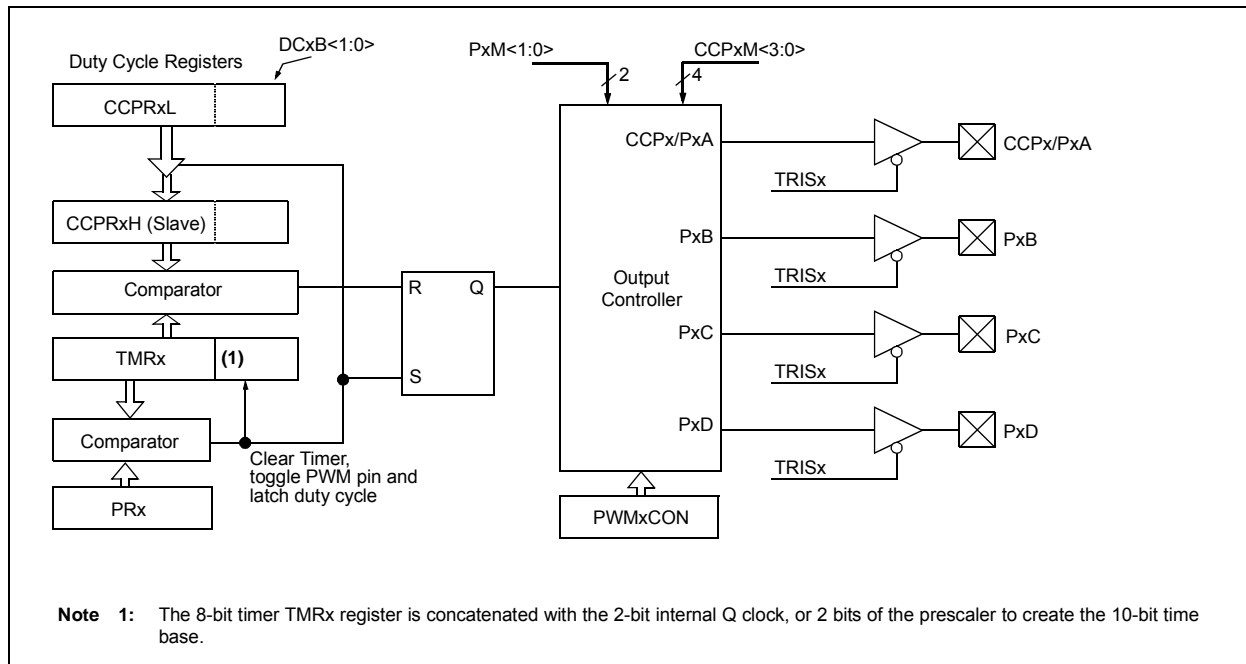 DCxB<1:0>
Duty Cycle Registers
CCPRxL
CCPRxH (Slave)
Comparator
TMRx
(1)
Comparator
PRx
Clear Timer,
toggle PWM pin and
latch duty cycle
R
Q
S
PxM<1:0>
2
CCPxM<3:0>
4
Output
Controller
CCPx/PxA
PxB
PxC
PxD
PWMxCON
TRISx
CCPx/PxA
TRISx
PxB
TRISx
PxC
TRISx
PxD
Note 1: The 8-bit timer TMRx register is concatenated with the 2-bit internal Q clock, or 2 bits of the prescaler to create the 10-bit time
base.